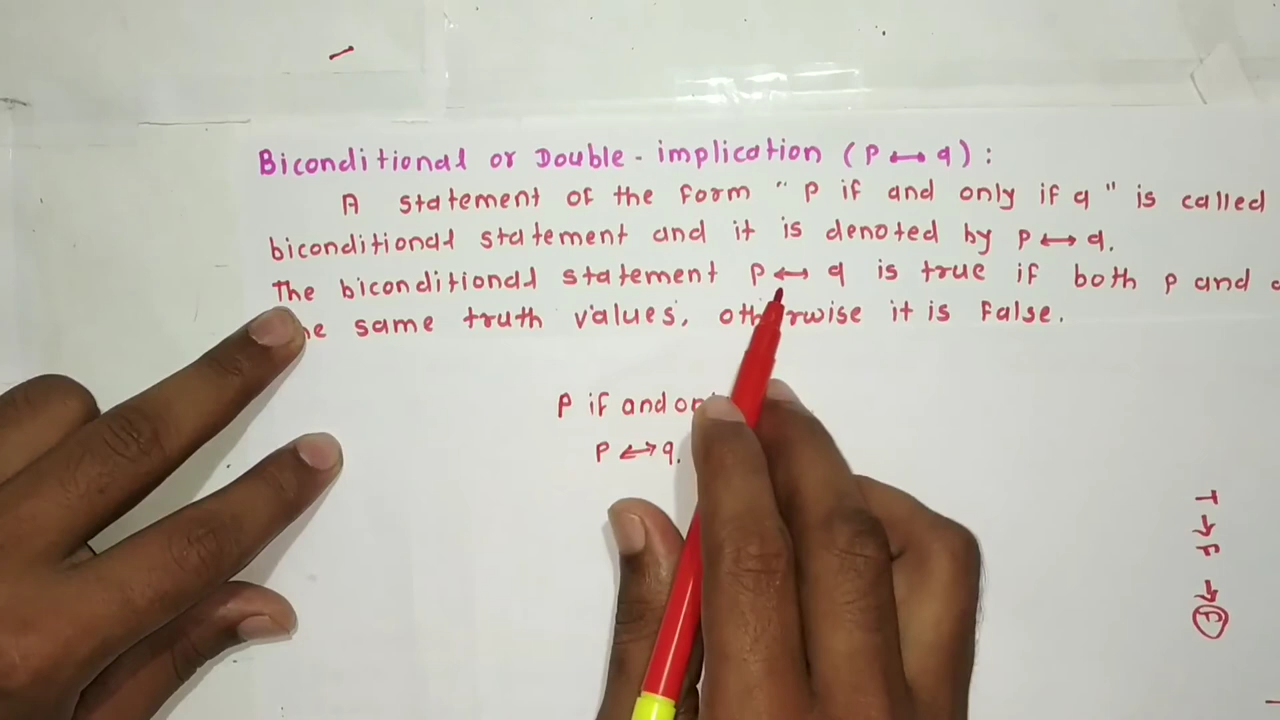 Biconditional or Double-implication (P ↔ q):
A statement of the form "P if and only if q" is called
biconditional statement and it is denoted by P ↔ q.
The biconditional statement P ↔ q is true if both p and
same truth values, otherwise it is False.
P if and
P ↔ q.
T → F → F